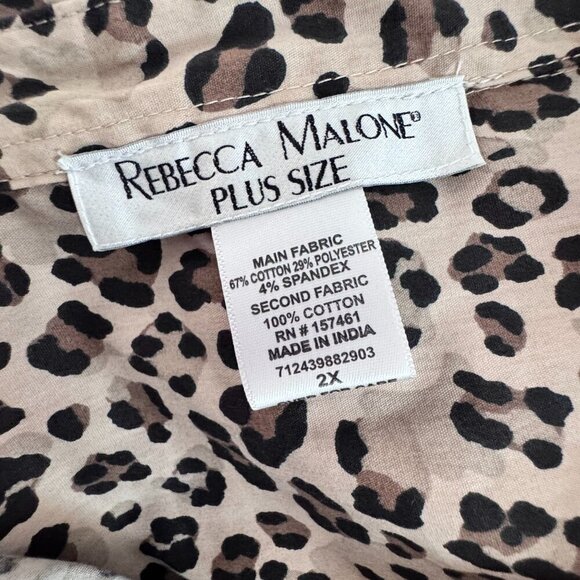 REBECCA MALONE®
PLUS SIZE
MAIN FABRIC
67% COTTON 29% POLYESTER
4% SPANDEX
SECOND FABRIC
100% COTTON
RN # 157461
MADE IN INDIA
712439882903
2X